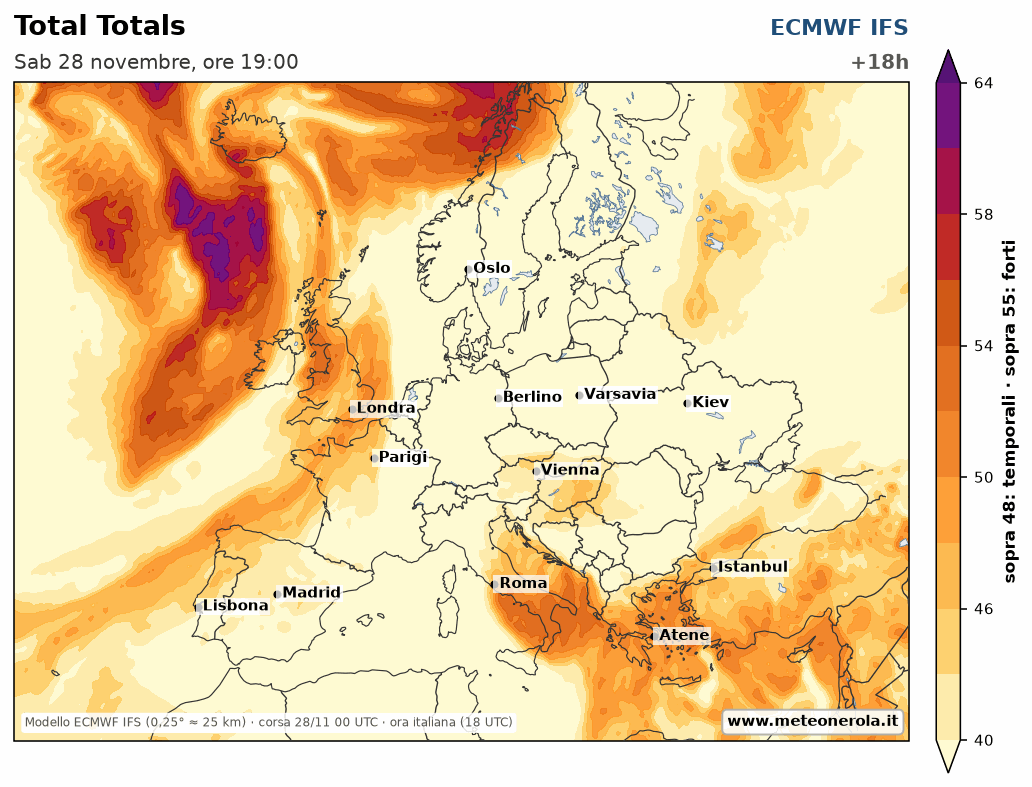 Total Totals
ECMWF IFS
Sab 28 novembre, ore 19:00
+18h
64
58
54
50
46
40
sopra 48: temporali · sopra 55: forti
Oslo
Londra
Berlino
Varsavia
Kiev
Parigi
Vienna
Istanbul
Roma
Madrid
Lisbona
Atene
Modello ECMWF IFS (0,25° ≈ 25 km) · corsa 28/11 00 UTC · ora italiana (18 UTC)
www.meteonerola.it